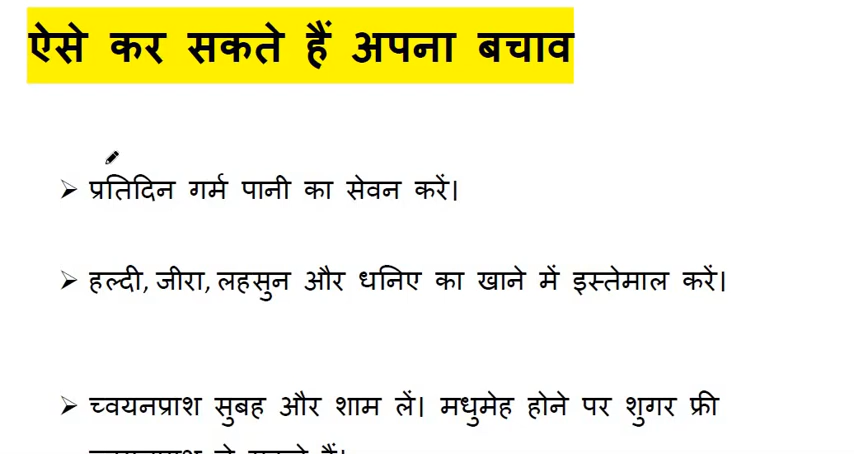 ऐसे कर सकते हैं अपना बचाव
➢ प्रतिदिन गर्म पानी का सेवन करें।
➢ हल्दी, जीरा, लहसुन और धनिए का खाने में इस्तेमाल करें।
➢ च्वयनप्राश सुबह और शाम लें। मधुमेह होने पर शुगर फ्री